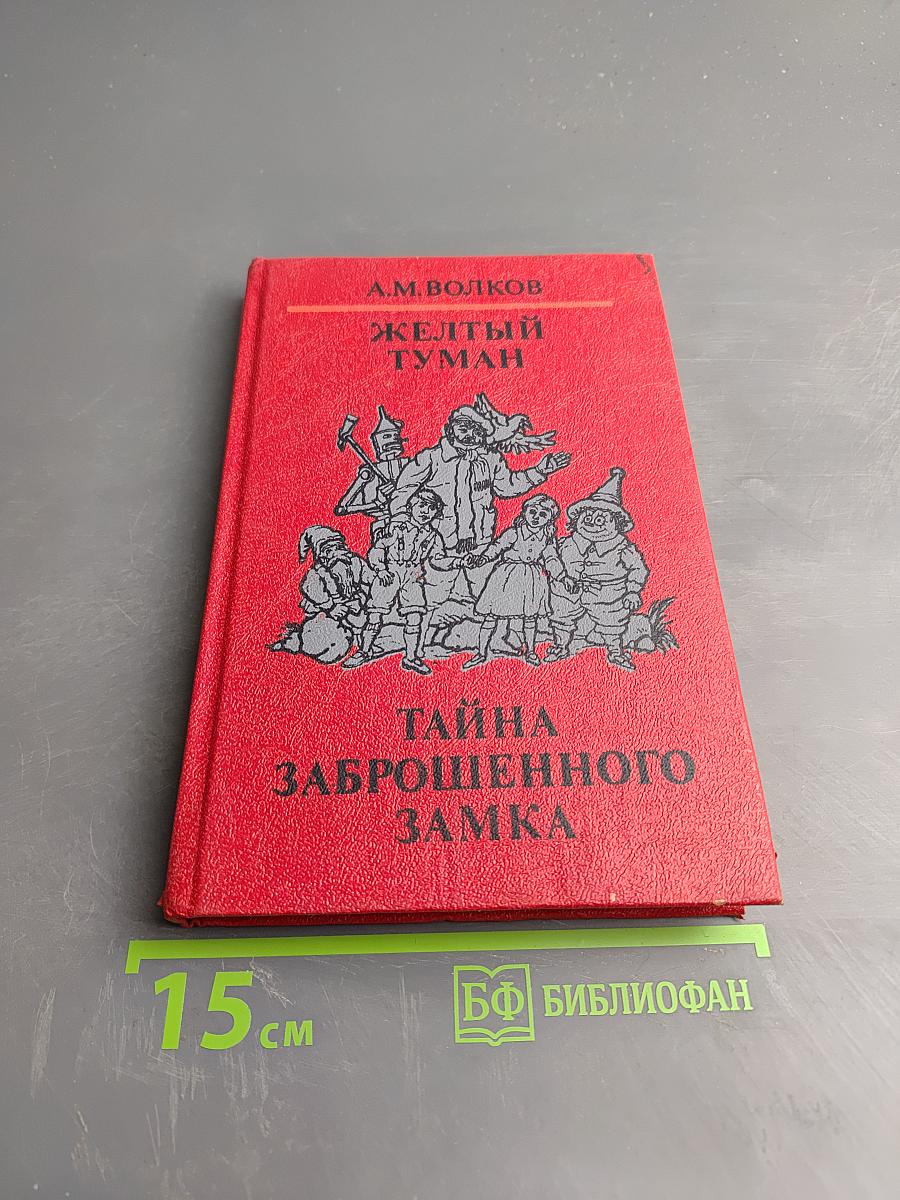 А.М.ВОЛКОВ
ЖЕЛТЫЙ
ТУМАН
ТАЙНА
ЗАБРОШЕННОГО
ЗАМКА
15 см
БФ БИБЛИОФАН